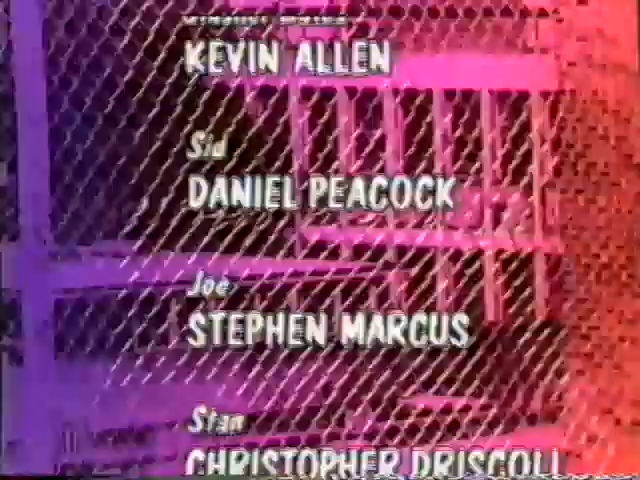 KEVIN ALLEN
Sid
DANIEL PEACOCK
Joe
STEPHEN MARCUS
Stan
CHRISTOPHER DRISCOLL